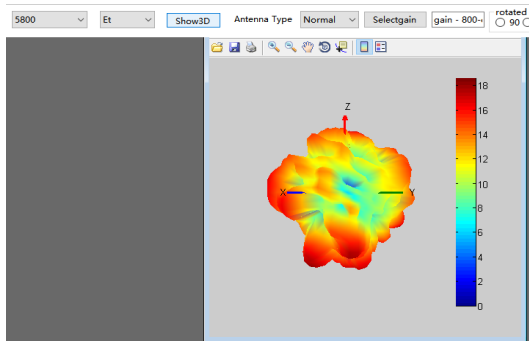 rotated
5800 Et Show3D Antenna Type Normal Selectgain gain - 800- 90
Z
X Y
18
16
14
12
10
8
6
4
2
0